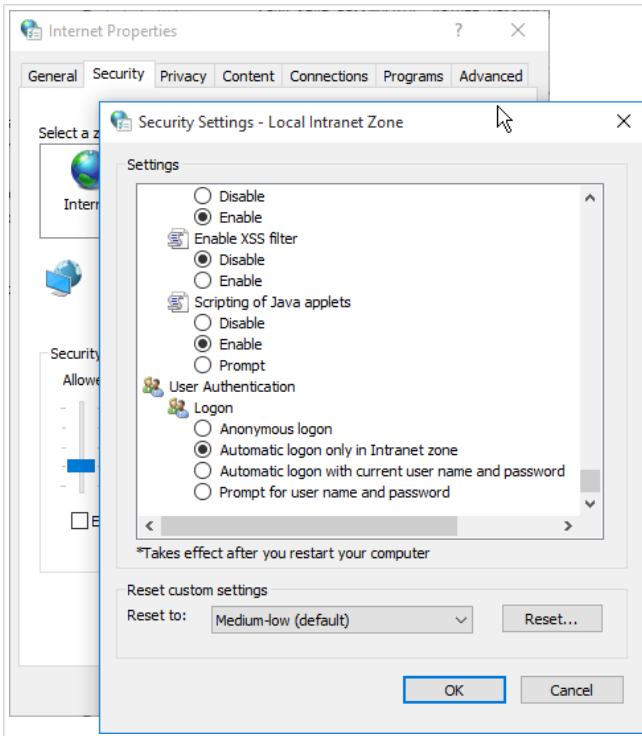 Internet Properties
General Security Privacy Content Connections Programs Advanced
Select a z
Intern
Security
Allowe
E
Security Settings - Local Intranet Zone
Settings
Disable
Enable
Enable XSS filter
Disable
Enable
Scripting of Java applets
Disable
Enable
Prompt
User Authentication
Logon
Anonymous logon
Automatic logon only in Intranet zone
Automatic logon with current user name and password
Prompt for user name and password
*Takes effect after you restart your computer
Reset custom settings
Reset to: Medium-low (default) Reset...
OK Cancel